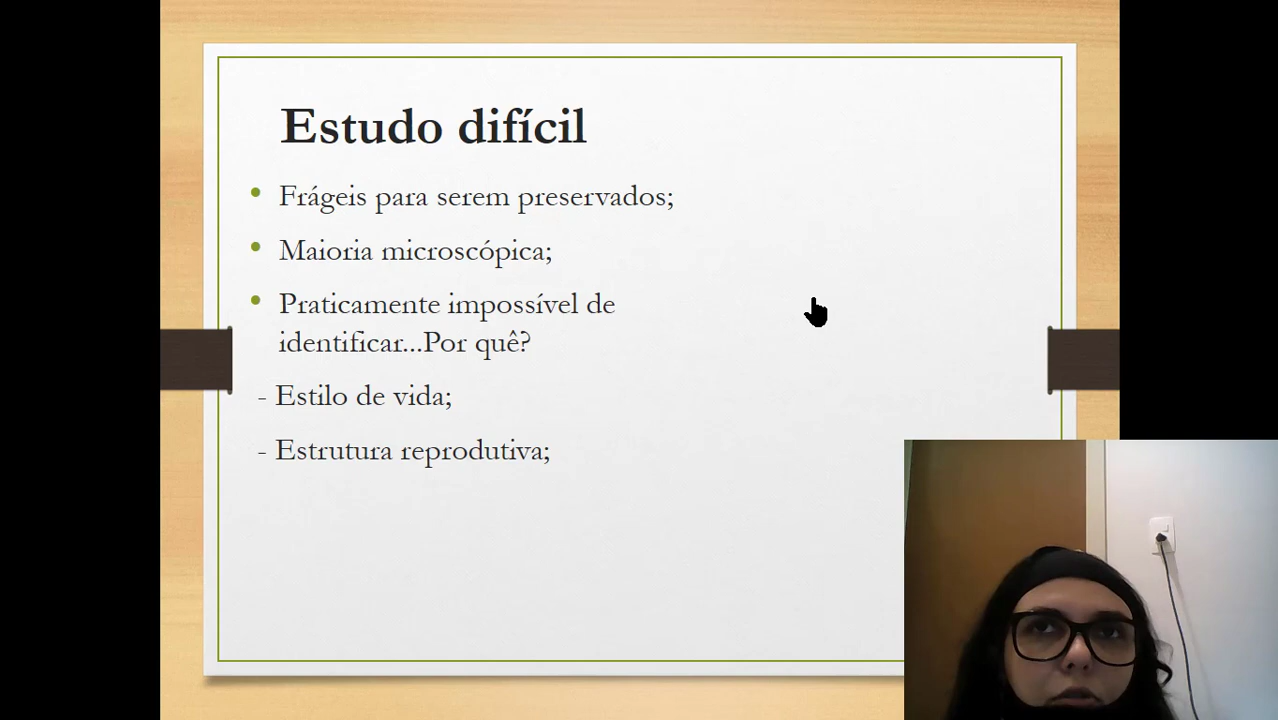 Estudo difícil
• Frágeis para serem preservados;
• Maioria microscópica;
• Praticamente impossível de
identificar...Por quê?
- Estilo de vida;
- Estrutura reprodutiva;